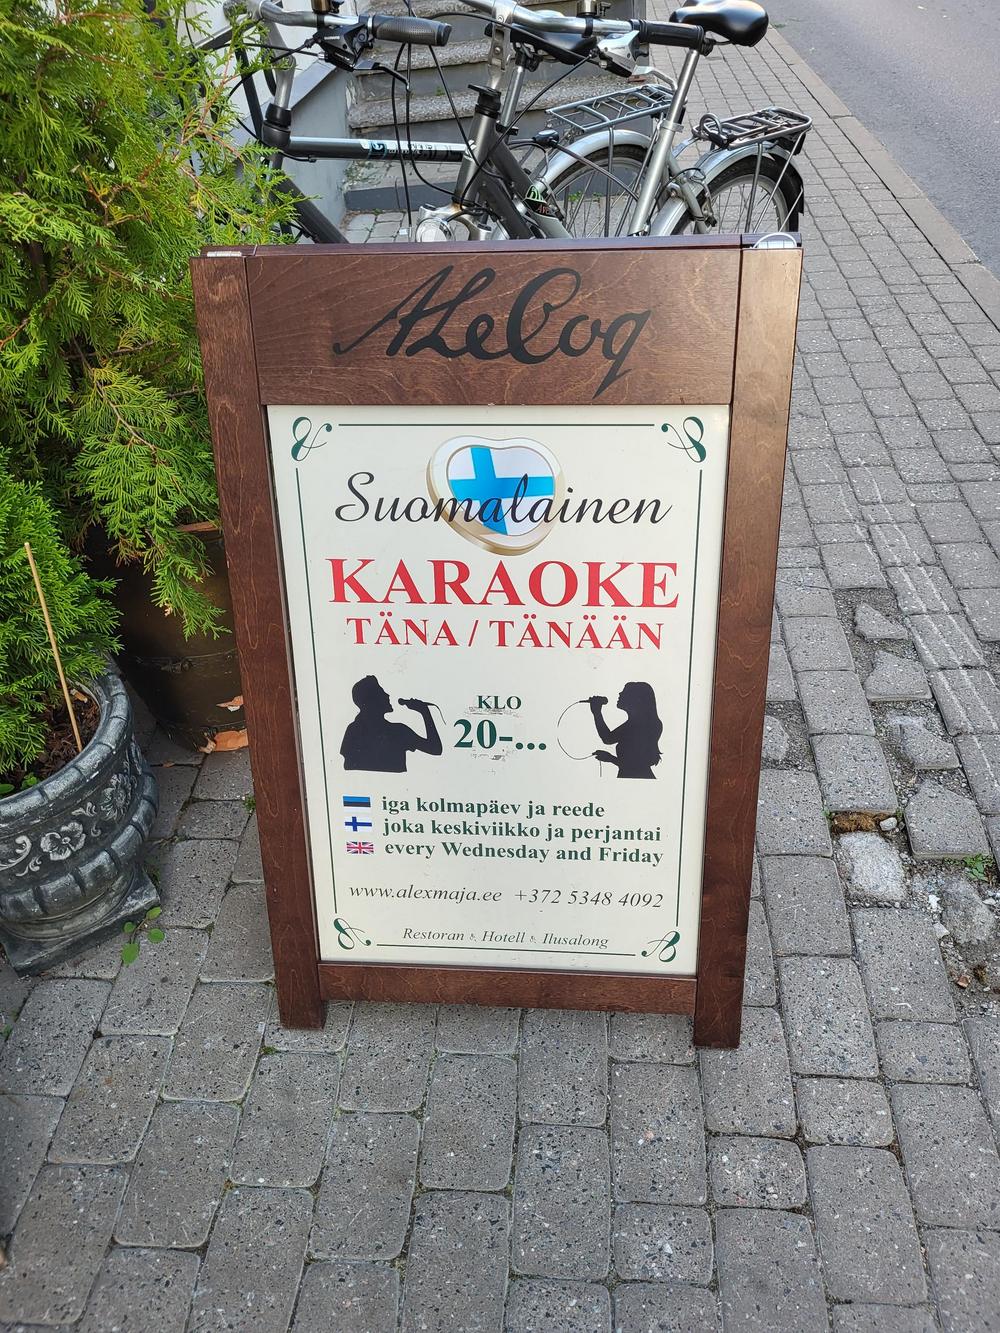 ALeCoq
Suomalainen
KARAOKE
TÄNA / TÄNÄÄN
KLO
20-...
iga kolmapäev ja reede
joka keskiviikko ja perjantai
every Wednesday and Friday
www.alexmaja.ee +372 5348 4092
Restoran & Hotell & Ilusalong